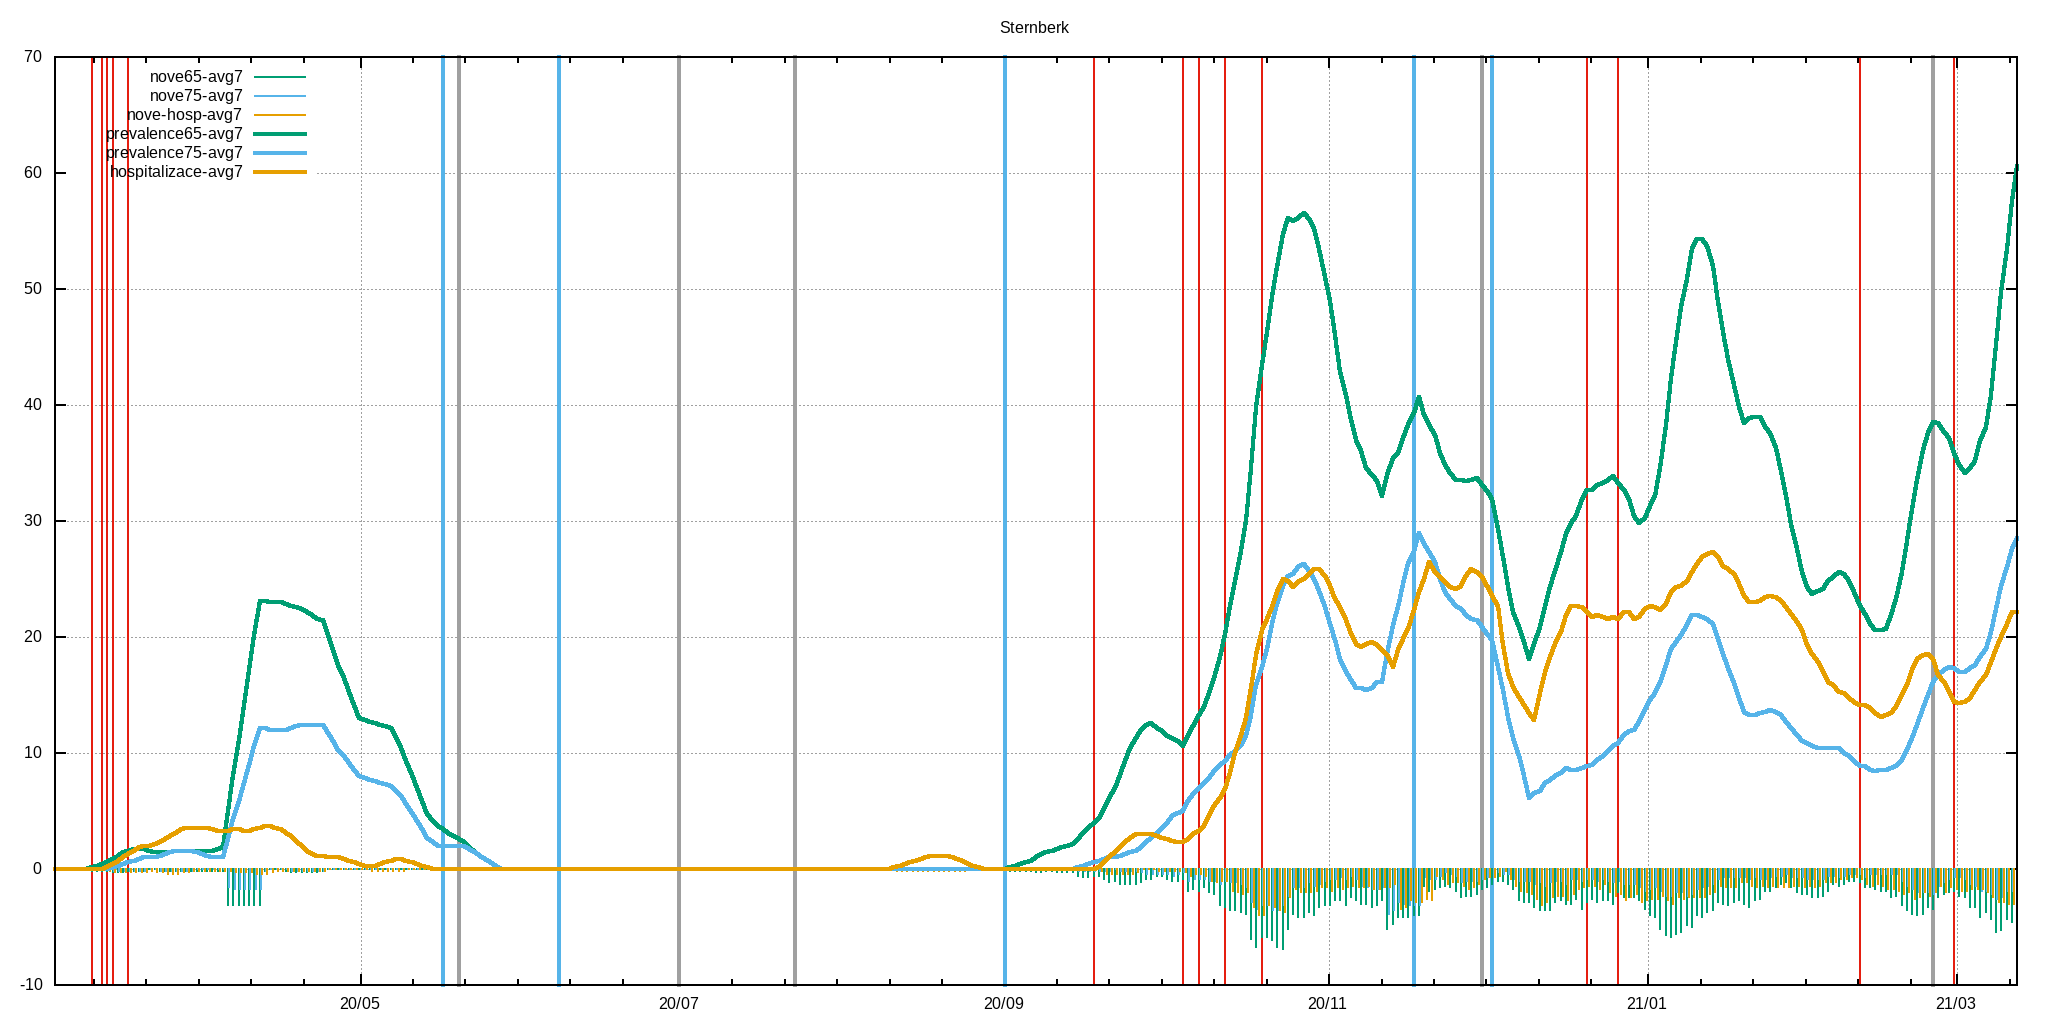 Sternberk
70
60
50
40
30
20
10
0
-10
nove65-avg7
nove75-avg7
nove-hosp-avg7
prevalence65-avg7
prevalence75-avg7
hospitalizace-avg7
20/05 20/07 20/09 20/11 21/01 21/03